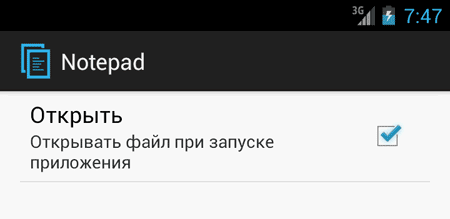 3G 7:47
Notepad
Открыть
Открывать файл при запуске
приложения